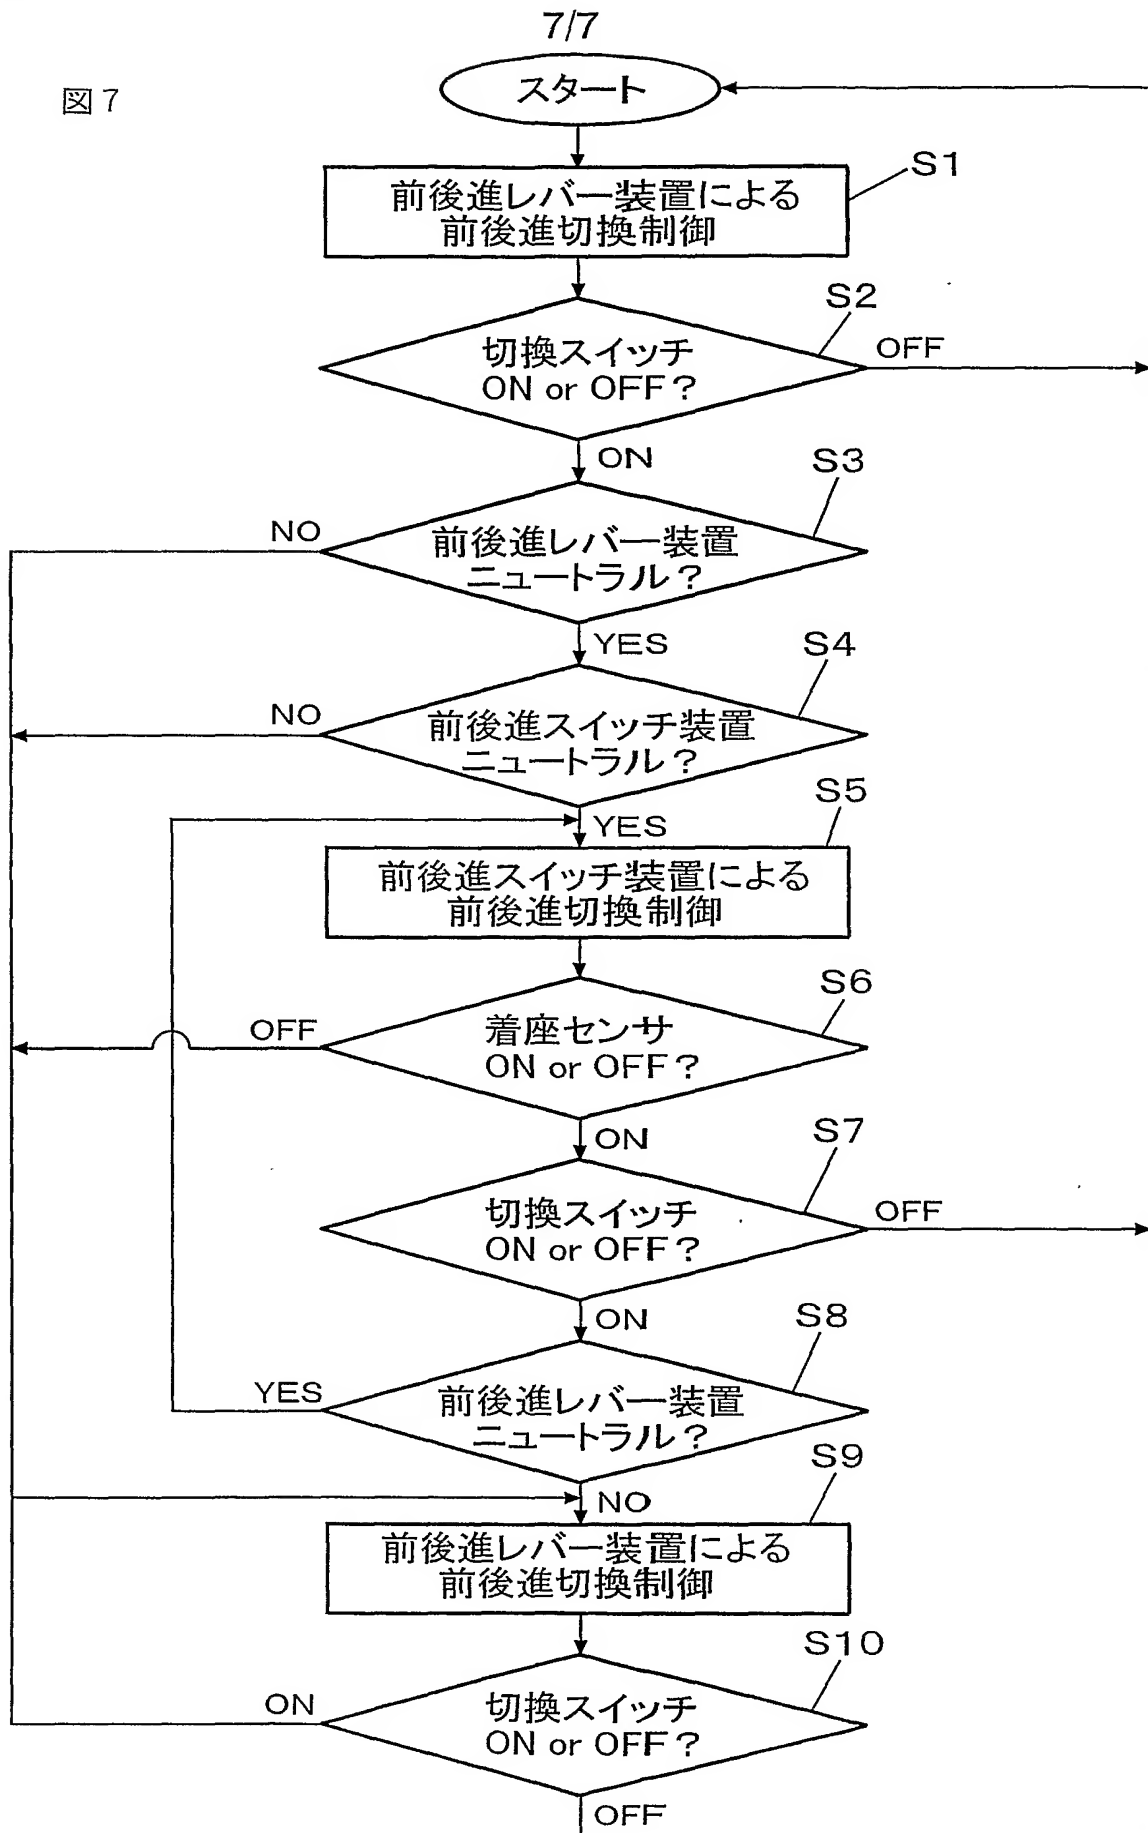 7/7
図7
スタート
S1
前後進レバー装置による
前後進切換制御
S2
切換スイッチ
ON or OFF?
OFF
ON
S3
NO
前後進レバー装置
ニュートラル?
YES
S4
NO
前後進スイッチ装置
ニュートラル?
S5
YES
前後進スイッチ装置による
前後進切換制御
S6
OFF
着座センサ
ON or OFF?
ON
S7
切換スイッチ
ON or OFF?
OFF
ON
S8
YES
前後進レバー装置
ニュートラル?
S9
NO
前後進レバー装置による
前後進切換制御
S10
ON
切換スイッチ
ON or OFF?
OFF